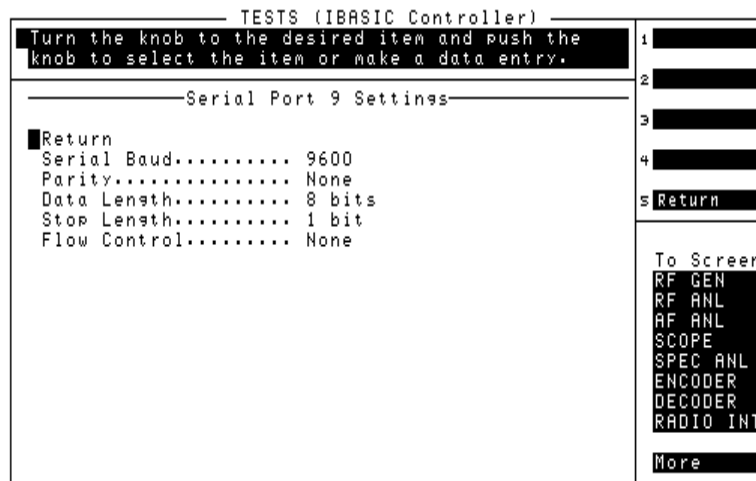 TESTS (IBASIC Controller)
Turn the knob to the desired item and push the
knob to select the item or make a data entry.
Serial Port 9 Settings
Return
Serial Baud.......... 9600
Parity............... None
Data Length.......... 8 bits
Stop Length.......... 1 bit
Flow Control......... None
1
2
3
4
5 Return
To Screen
RF GEN
RF ANL
AF ANL
SCOPE
SPEC ANL
ENCODER
DECODER
RADIO INT
More